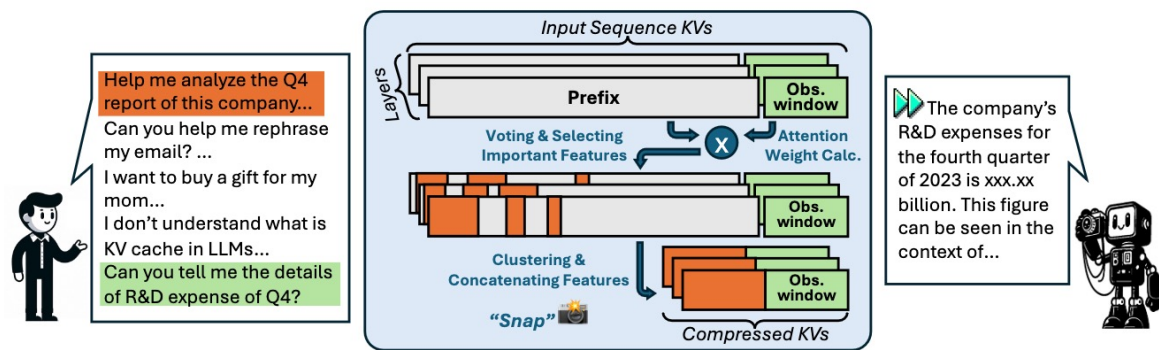 Help me analyze the Q4
report of this company...
Can you help me rephrase
my email? ...
I want to buy a gift for my
mom...
I don't understand what is
KV cache in LLMs...
Can you tell me the details
of R&D expense of Q4?
Input Sequence KVs
Layers
Prefix
Obs.
window
Voting & Selecting
Important Features
X
Attention
Weight Calc.
Obs.
window
Clustering &
Concatenating Features
Obs.
window
"Snap"
Compressed KVs
The company's
R&D expenses for
the fourth quarter
of 2023 is xxx.xx
billion. This figure
can be seen in the
context of...